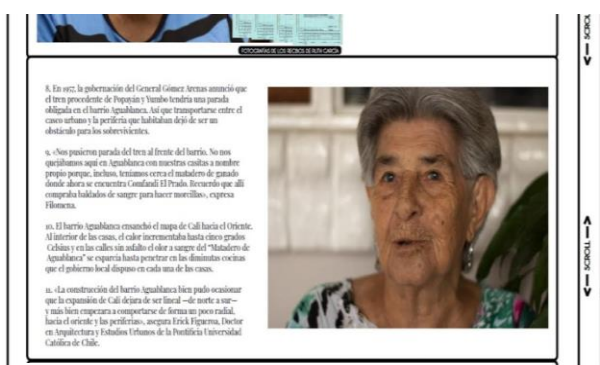 FOTOGRAFÍAS DE LOS RECIBOS DE RUTH GARCÍA
8. En 1957, la gobernación del General Gómez Arenas anunció que
el tren procedente de Popayán y Yumbo tendría una parada
obligada en el barrio Aguablanca. Así que transportarse entre el
casco urbano y la periferia que habitaban dejó de ser un
obstáculo para los sobrevivientes.
9. «Nos pusieron parada del tren al frente del barrio. No nos
quejábamos aquí en Aguablanca con nuestras casitas a nombre
propio porque, incluso, teníamos cerca el matadero de ganado
donde ahora se encuentra Comfandi El Prado. Recuerdo que allí
compraba baldados de sangre para hacer morcillas», expresa
Filomena.
10. El barrio Aguablanca ensanchó el mapa de Cali hacia el Oriente.
Al interior de las casas, el calor incrementaba hasta cinco grados
Celsius y en las calles sin asfalto el olor a sangre del “Matadero de
Aguablanca” se esparcía hasta penetrar en las diminutas cocinas
que el gobierno local dispuso en cada una de las casas.
11. «La construcción del barrio Aguablanca bien pudo ocasionar
que la expansión de Cali dejara de ser lineal —de norte a sur—
y más bien empezara a comportarse de forma un poco radial,
hacia el oriente y las periferias», asegura Erick Figueroa, Doctor
en Arquitectura y Estudios Urbanos de la Pontificia Universidad
Católica de Chile.
SCROLL
SCROLL